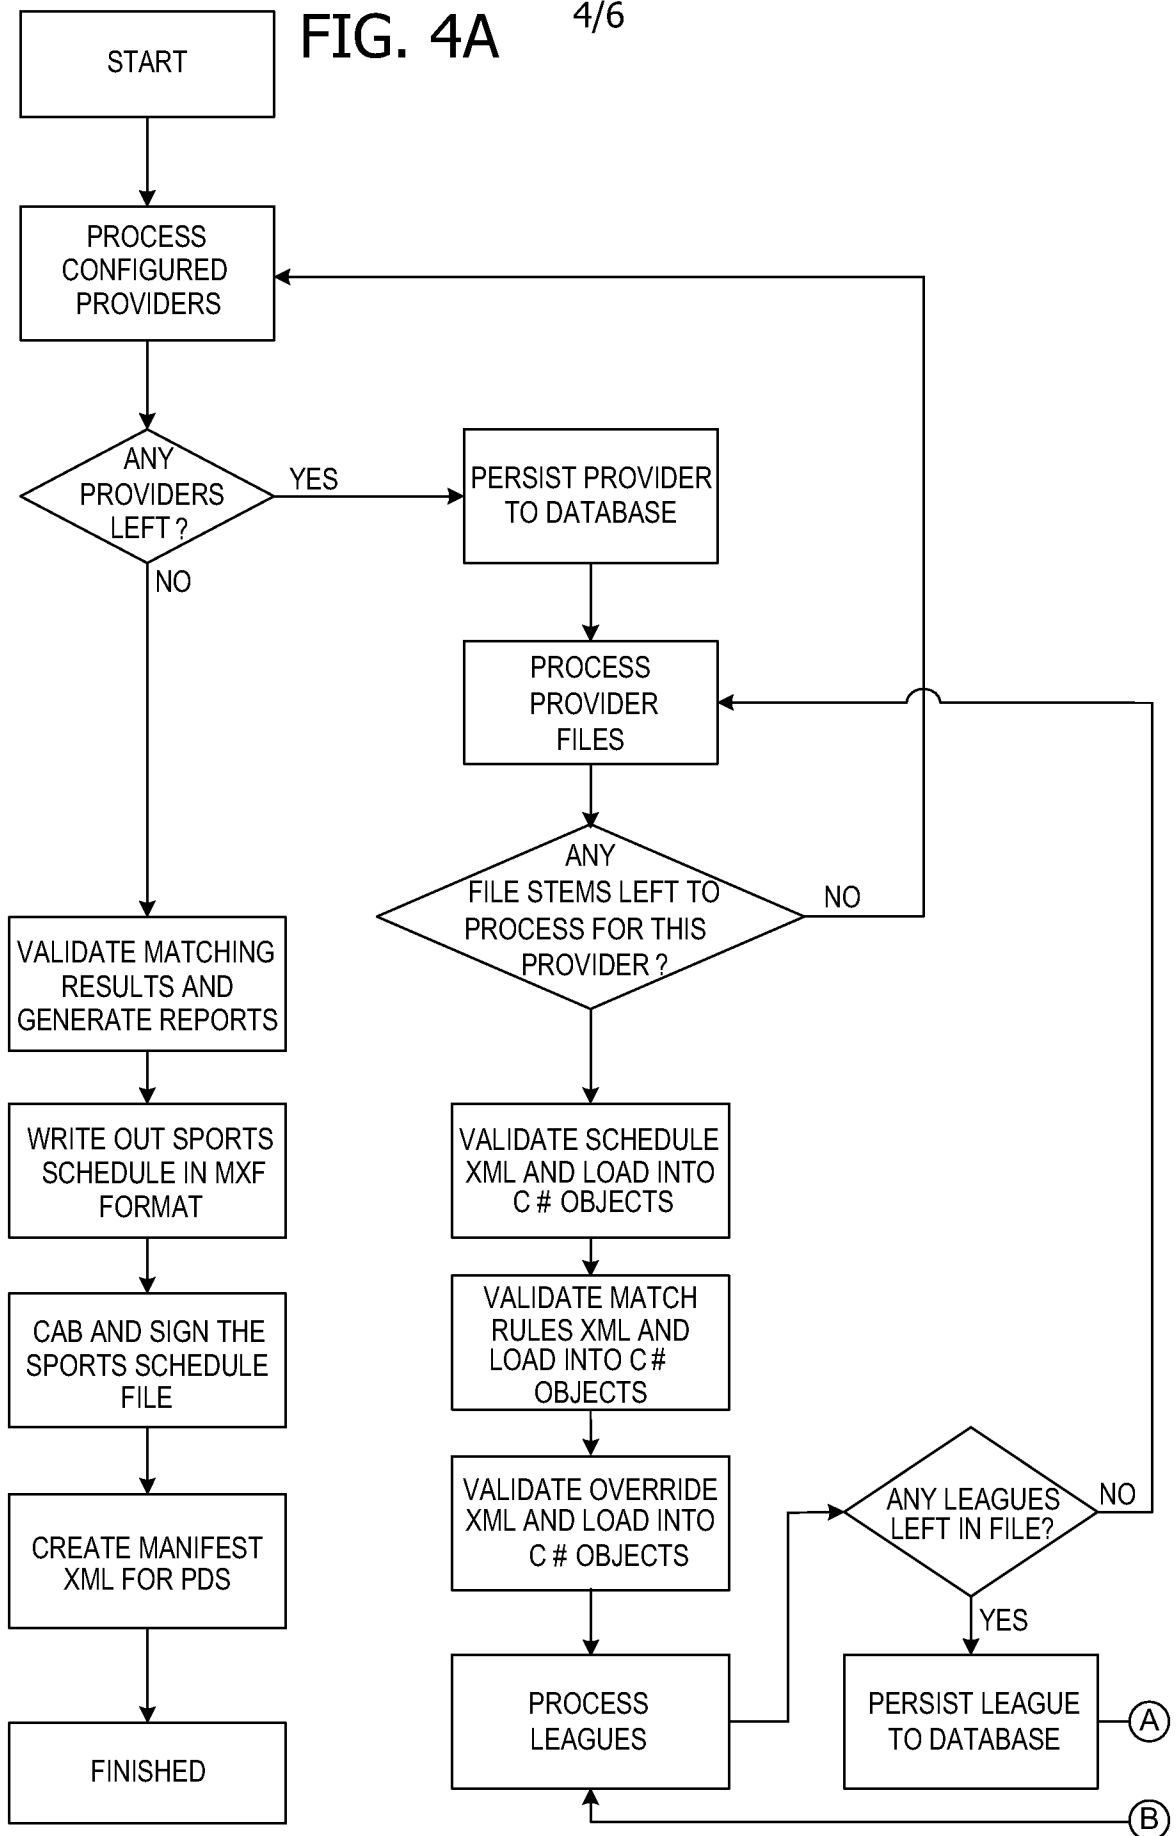 FIG. 4A
4/6
START
PROCESS
CONFIGURED
PROVIDERS
ANY
PROVIDERS
LEFT?
YES
NO
PERSIST PROVIDER
TO DATABASE
PROCESS
PROVIDER
FILES
ANY
FILE STEMS LEFT TO
PROCESS FOR THIS
PROVIDER?
NO
VALIDATE MATCHING
RESULTS AND
GENERATE REPORTS
WRITE OUT SPORTS
SCHEDULE IN MXF
FORMAT
CAB AND SIGN THE
SPORTS SCHEDULE
FILE
CREATE MANIFEST
XML FOR PDS
FINISHED
VALIDATE SCHEDULE
XML AND LOAD INTO
C# OBJECTS
VALIDATE MATCH
RULES XML AND
LOAD INTO C#
OBJECTS
VALIDATE OVERRIDE
XML AND LOAD INTO
C# OBJECTS
PROCESS
LEAGUES
ANY LEAGUES
LEFT IN FILE?
NO
YES
PERSIST LEAGUE
TO DATABASE
A
B